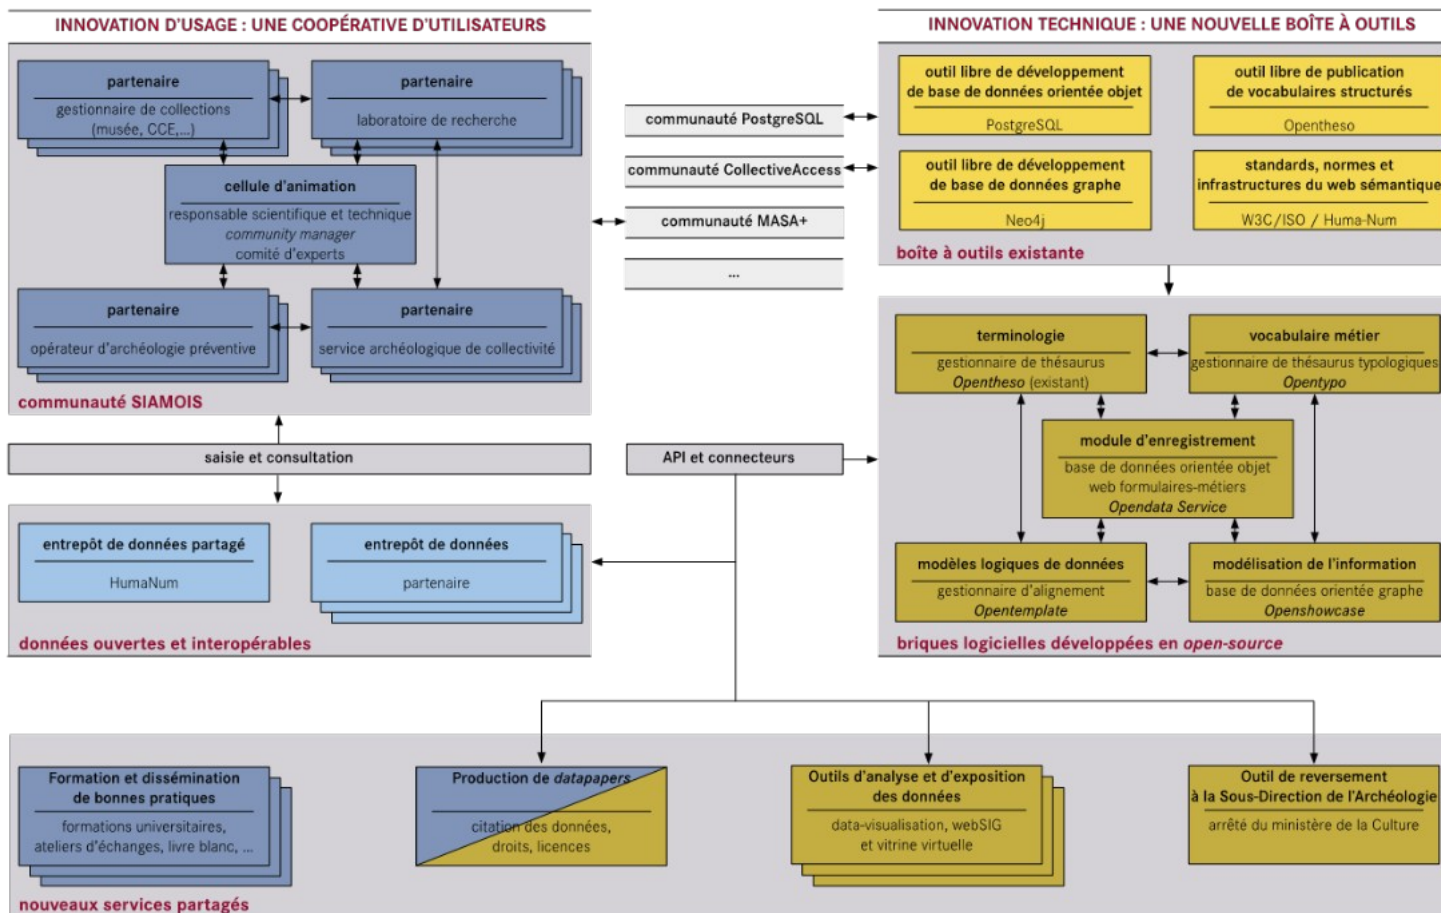 INNOVATION D'USAGE : UNE COOPÉRATIVE D'UTILISATEURS
partenaire
gestionnaire de collections
(musée, CCE,...)
partenaire
laboratoire de recherche
cellule d'animation
responsable scientifique et technique
community manager
comité d'experts
partenaire
opérateur d'archéologie préventive
partenaire
service archéologique de collectivité
communauté SIAMOIS
communauté PostgreSQL
communauté CollectiveAccess
communauté MASA+
...
INNOVATION TECHNIQUE : UNE NOUVELLE BOÎTE À OUTILS
outil libre de développement
de base de données orientée objet
PostgreSQL
outil libre de publication
de vocabulaires structurés
Opentheso
outil libre de développement
de base de données graphe
Neo4j
standards, normes et
infrastructures du web sémantique
W3C/ISO / Huma-Num
boîte à outils existante
terminologie
gestionnaire de thésaurus
Opentheso (existant)
vocabulaire métier
gestionnaire de thésaurus typologiques
Opentypo
module d'enregistrement
base de données orientée objet
web formulaires-métiers
Opendata Service
modèles logiques de données
gestionnaire d'alignement
Opentemplate
modélisation de l'information
base de données orientée graphe
Openshowcase
briques logicielles développées en open-source
saisie et consultation
API et connecteurs
entrepôt de données partagé
HumaNum
entrepôt de données
partenaire
données ouvertes et interopérables
Formation et dissémination
de bonnes pratiques
formations universitaires,
ateliers d'échanges, livre blanc, ...
Production de datapapers
citation des données,
droits, licences
Outils d'analyse et d'exposition
des données
data-visualisation, webSIG
et vitrine virtuelle
Outil de reversement
à la Sous-Direction de l'Archéologie
arrêté du ministère de la Culture
nouveaux services partagés